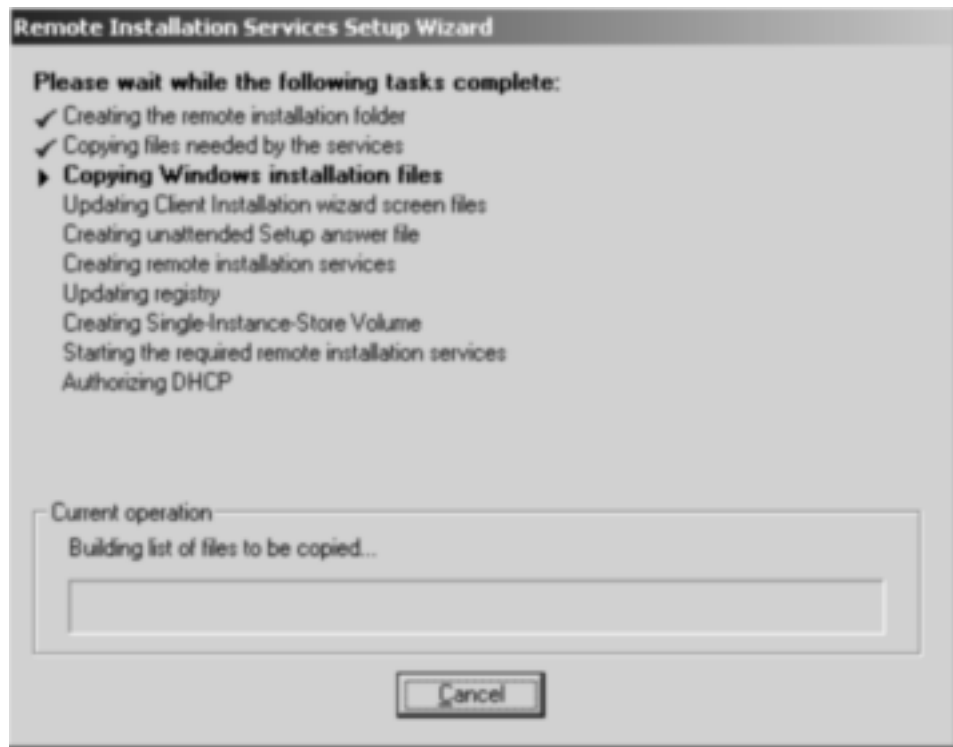 Remote Installation Services Setup Wizard
Please wait while the following tasks complete:
Creating the remote installation folder
Copying files needed by the services
Copying Windows installation files
Updating Client Installation wizard screen files
Creating unattended Setup answer file
Creating remote installation services
Updating registry
Creating Single-Instance-Store Volume
Starting the required remote installation services
Authorizing DHCP
Current operation
Building list of files to be copied...
Cancel